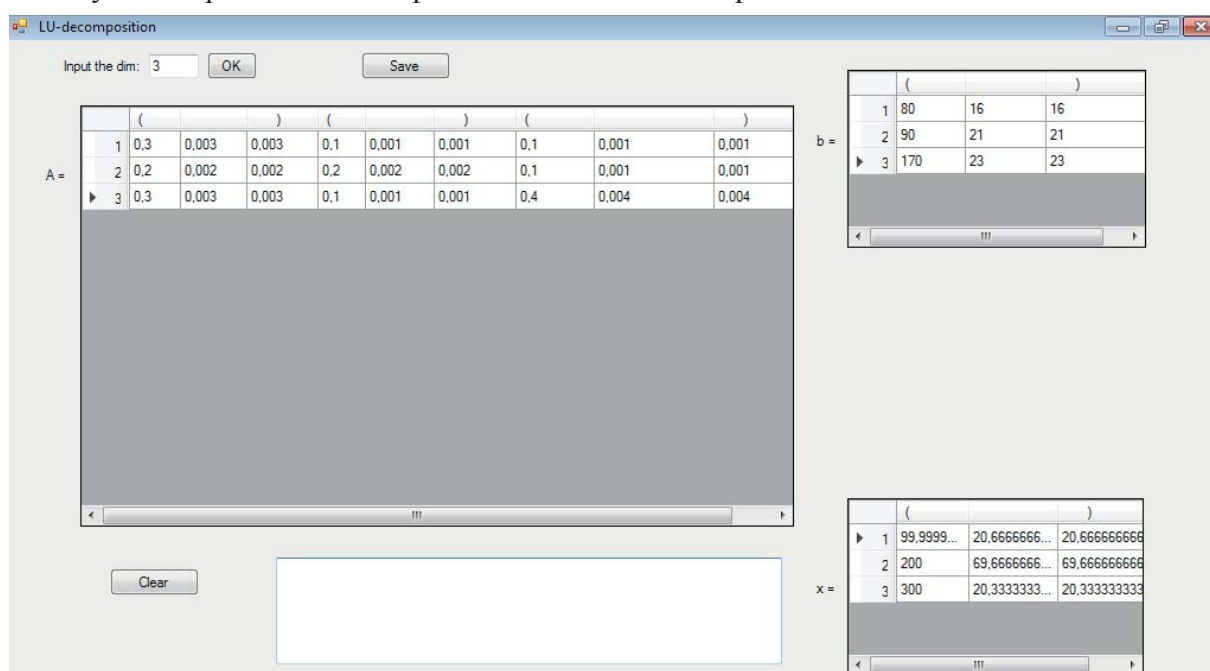 LU-decomposition
Input the dim: 3 OK Save
( ) ( ) ( )
1 0,3 0,003 0,003 0,1 0,001 0,001 0,1 0,001 0,001
A = 2 0,2 0,002 0,002 0,2 0,002 0,002 0,1 0,001 0,001
3 0,3 0,003 0,003 0,1 0,001 0,001 0,4 0,004 0,004
( )
1 80 16 16
b = 2 90 21 21
3 170 23 23
Clear
( )
1 99,9999... 20,6666666... 20,666666666
2 200 69,6666666... 69,666666666
x = 3 300 20,3333333... 20,333333333